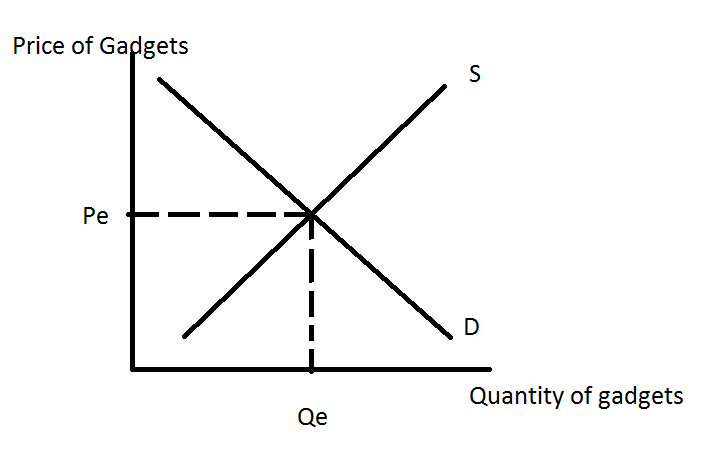 Price of Gadgets
S
Pe
D
Quantity of gadgets
Qe